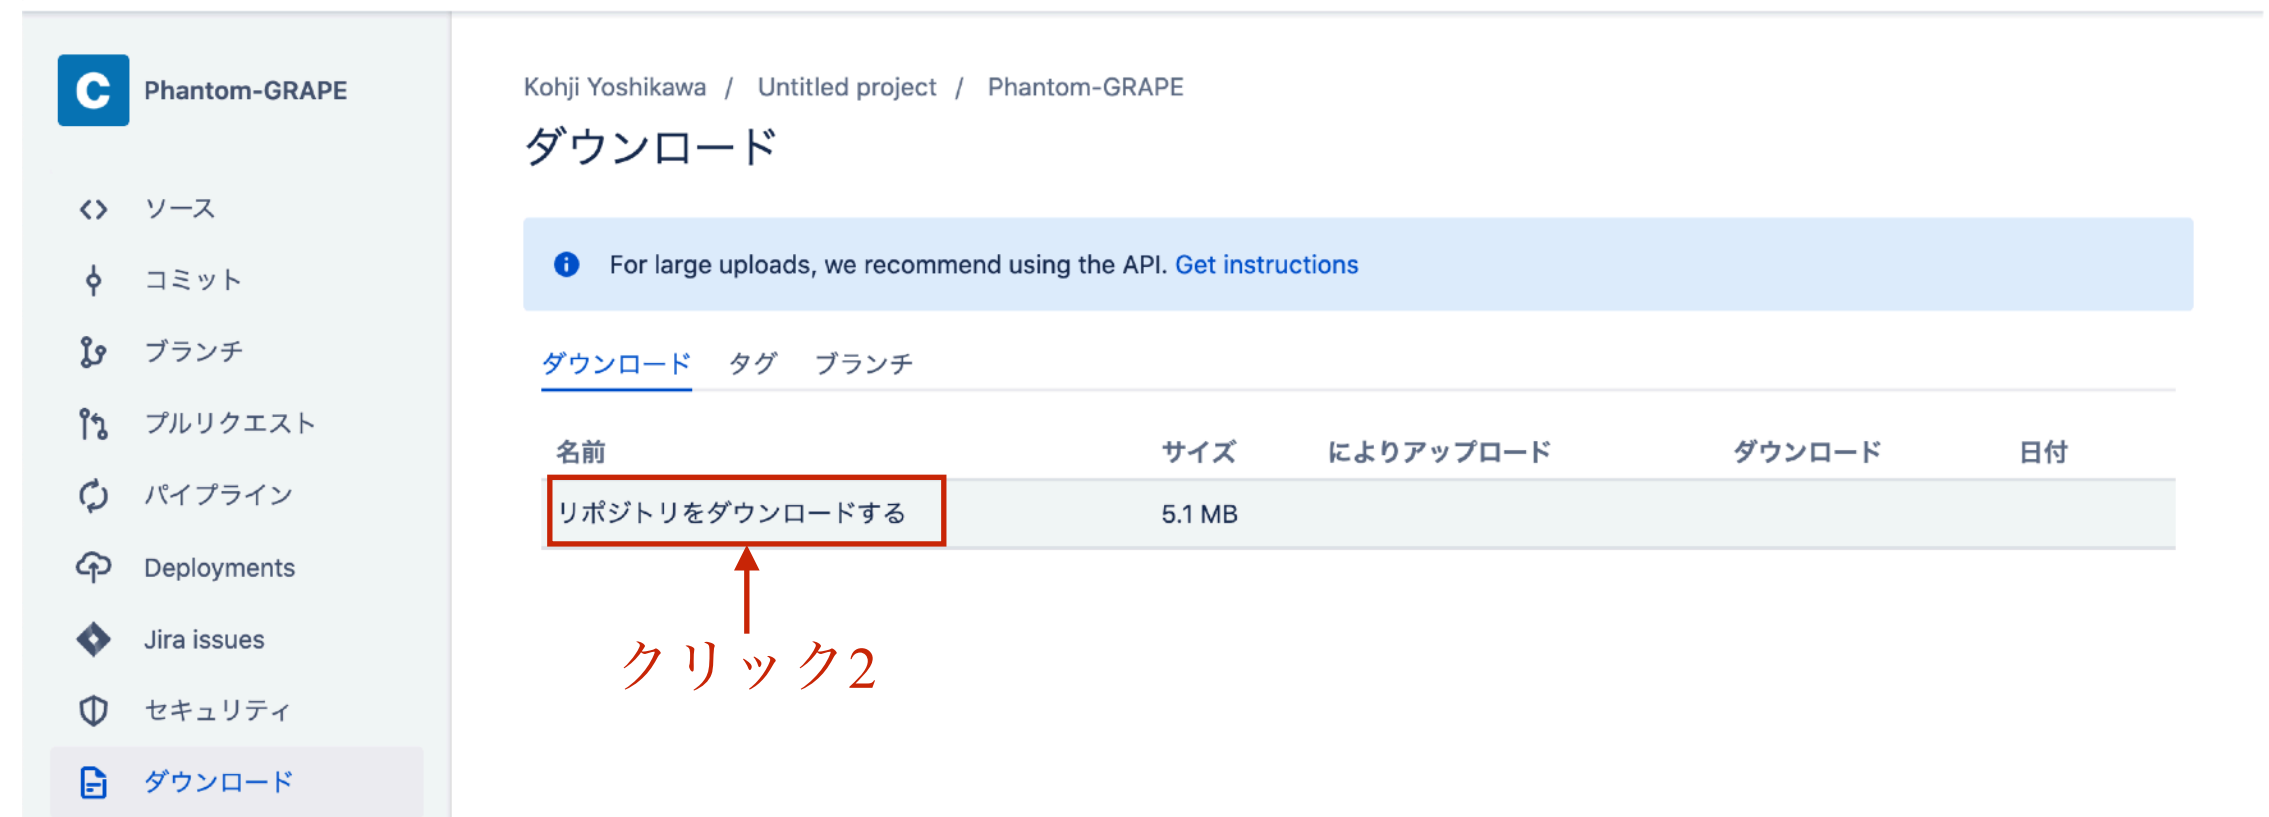 C Phantom-GRAPE
ソース
コミット
ブランチ
プルリクエスト
パイプライン
Deployments
Jira issues
セキュリティ
ダウンロード
Kohji Yoshikawa / Untitled project / Phantom-GRAPE
ダウンロード
For large uploads, we recommend using the API. Get instructions
ダウンロード タグ ブランチ
名前 サイズ によりアップロード ダウンロード 日付
リポジトリをダウンロードする 5.1 MB
クリック2